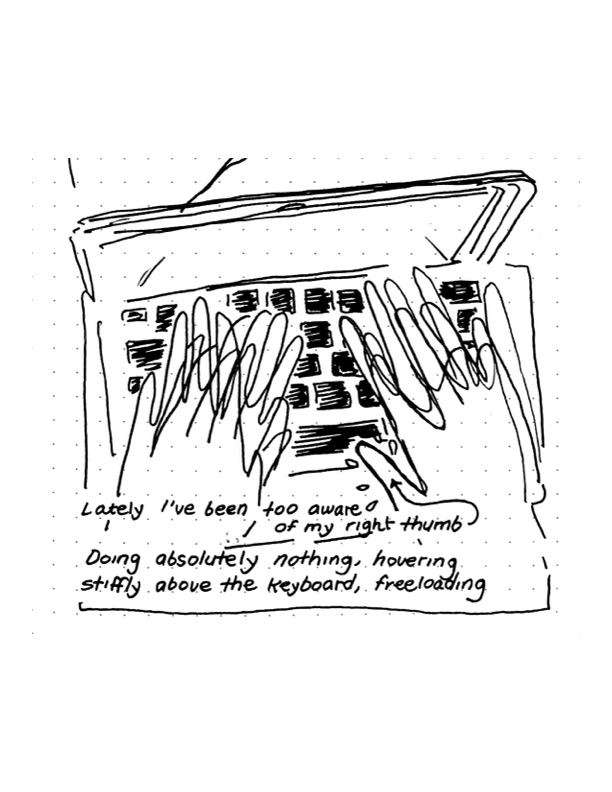 Lately I've been too aware
of my right thumb
Doing absolutely nothing, hovering
stiffly above the keyboard, freeloading